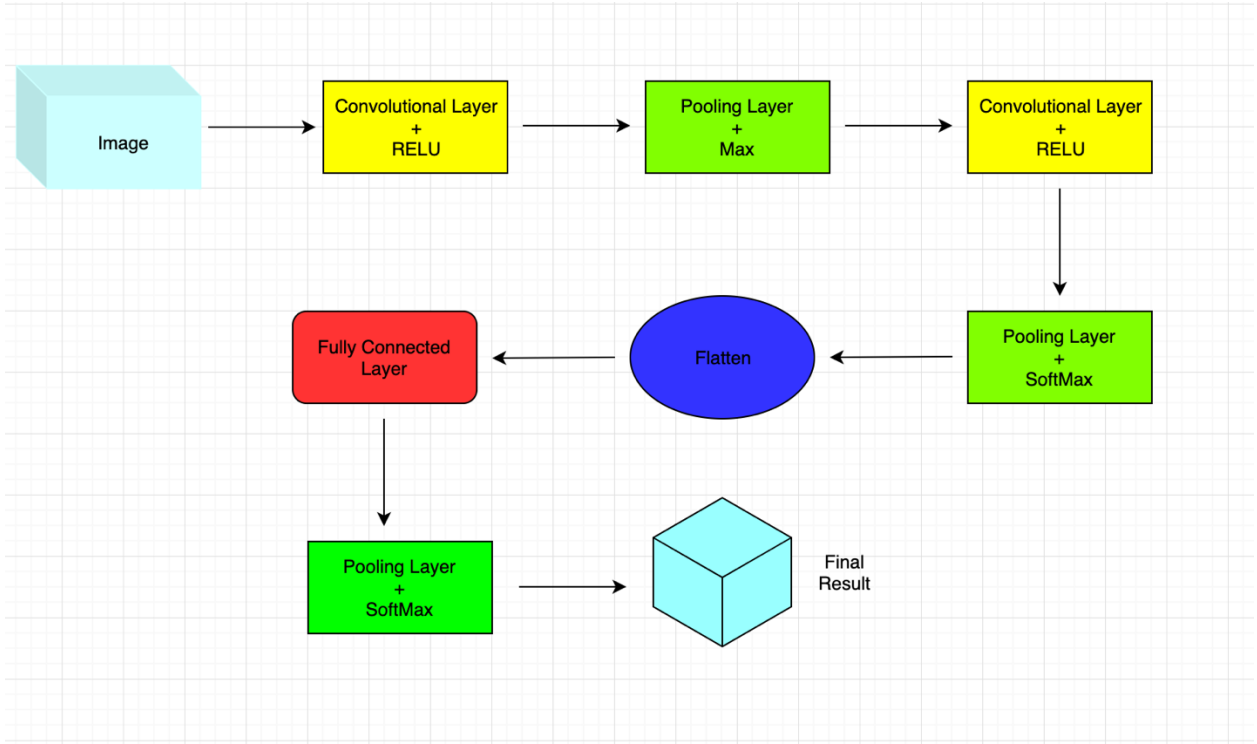 Image
Convolutional Layer
+
RELU
Pooling Layer
+
Max
Convolutional Layer
+
RELU
Pooling Layer
+
SoftMax
Flatten
Fully Connected
Layer
Pooling Layer
+
SoftMax
Final
Result